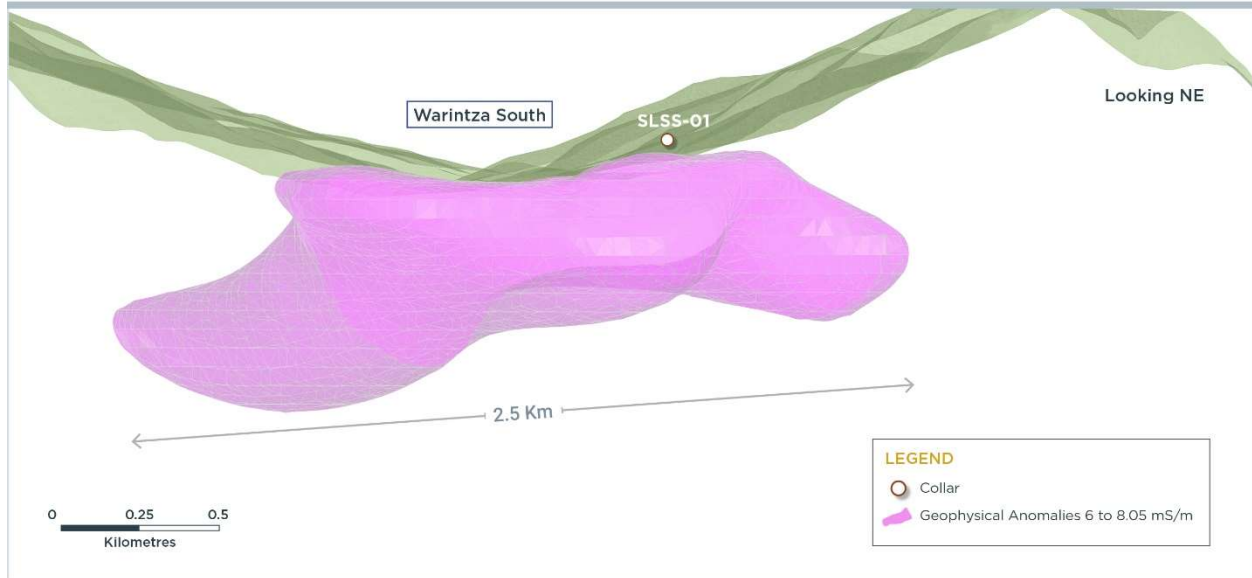 Looking NE
Warintza South
SLSS-01
2.5 Km
0 0.25 0.5
Kilometres
LEGEND
Collar
Geophysical Anomalies 6 to 8.05 mS/m